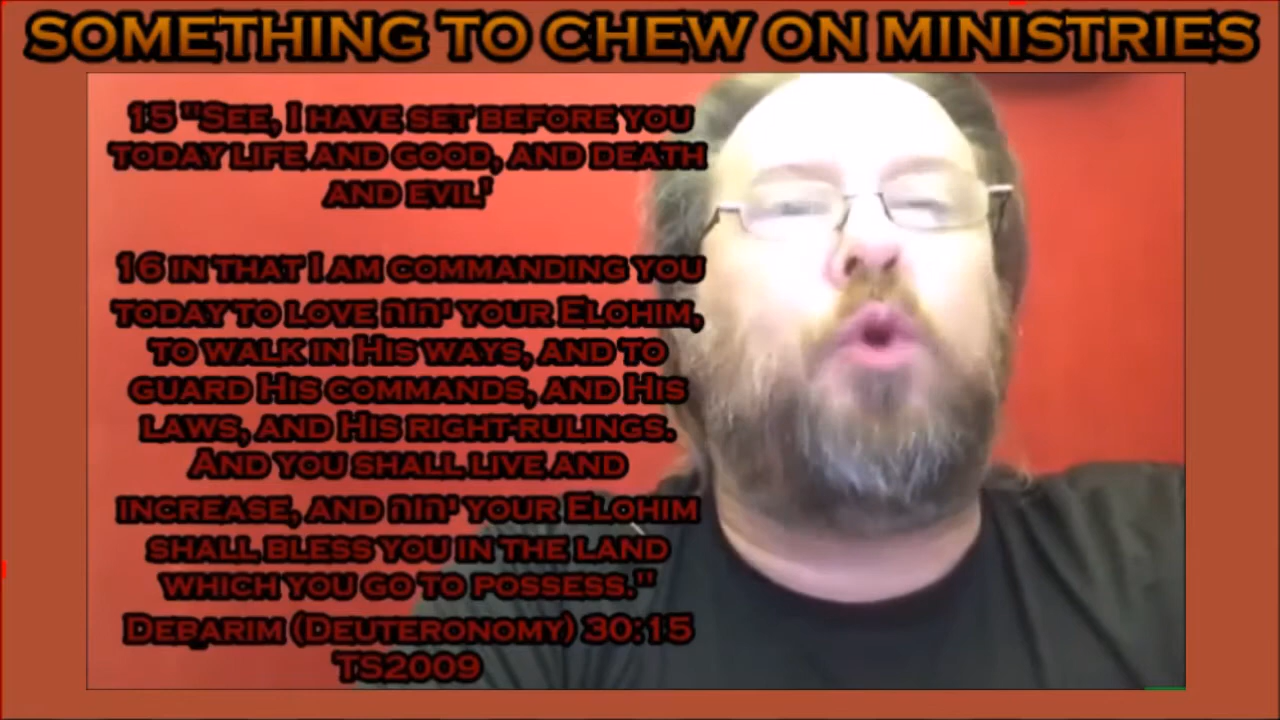 SOMETHING TO CHEW ON MINISTRIES
15 "See, I have set before you
today life and good, and death
and evil'
16 in that I am commanding you
today to love יהוה your Elohim,
to walk in His ways, and to
guard His commands, and His
laws, and His right-rulings.
And you shall live and
increase, and יהוה your Elohim
shall bless you in the land
which you go to possess."
Debarim (Deuteronomy) 30:15
TS2009